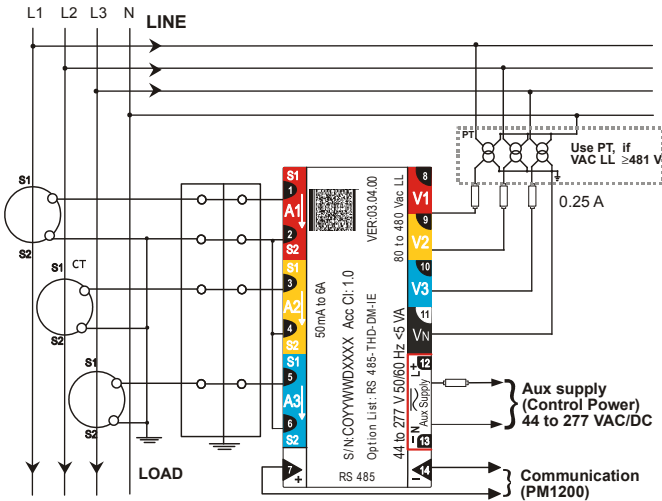 L1 L2 L3 N LINE
PT
Use PT, if
VAC LL ≥481 V
0.25 A
S1
S2
S1 CT
S2
S1
S2
LOAD
S1
1
A1
2
S2
S1
3
A2
4
S2
S1
5
A3
6
S2
7
+
VER:03.04.00
50mA to 6A
S/N:COYYWWDXXXX Acc Cl: 1.0
Option List: RS 485-THD-DM-IE
80 to 480 Vac LL
44 to 277 V 50/60 Hz <5 VA
RS 485
8
V1
9
V2
10
V3
11
VN
12
L +
Aux Supply
– N
13
14
–
Aux supply
(Control Power)
44 to 277 VAC/DC
Communication
(PM1200)